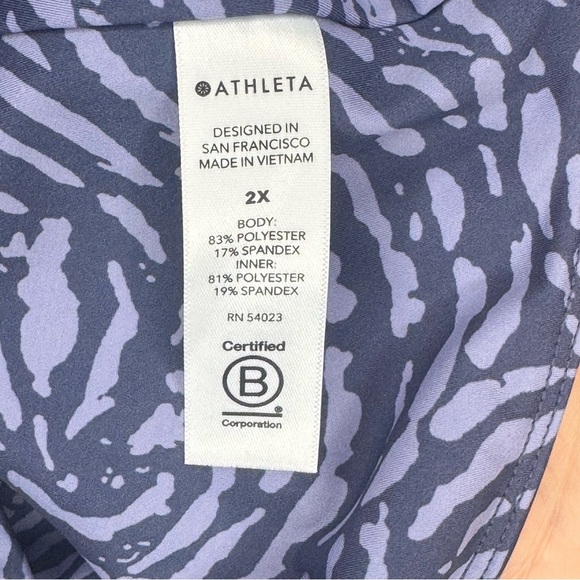 ATHLETA
DESIGNED IN
SAN FRANCISCO
MADE IN VIETNAM
2X
BODY:
83% POLYESTER
17% SPANDEX
INNER:
81% POLYESTER
19% SPANDEX
RN 54023
Certified
B
®
Corporation